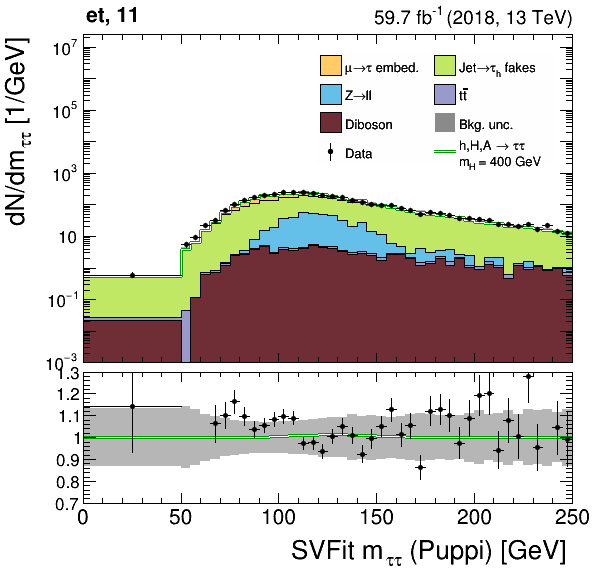 et, 11
59.7 fb⁻¹ (2018, 13 TeV)
dN/dm_ττ [1/GeV]
10⁷
10⁵
10³
10
10⁻¹
10⁻³
μ→τ embed.
Jet→τ_h fakes
Z→ll
tt̄
Diboson
Bkg. unc.
Data
h,H,A → ττ
m_H = 400 GeV
1.3
1.2
1.1
1
0.9
0.8
0.7
0 50 100 150 200 250
SVFit m_ττ (Puppi) [GeV]